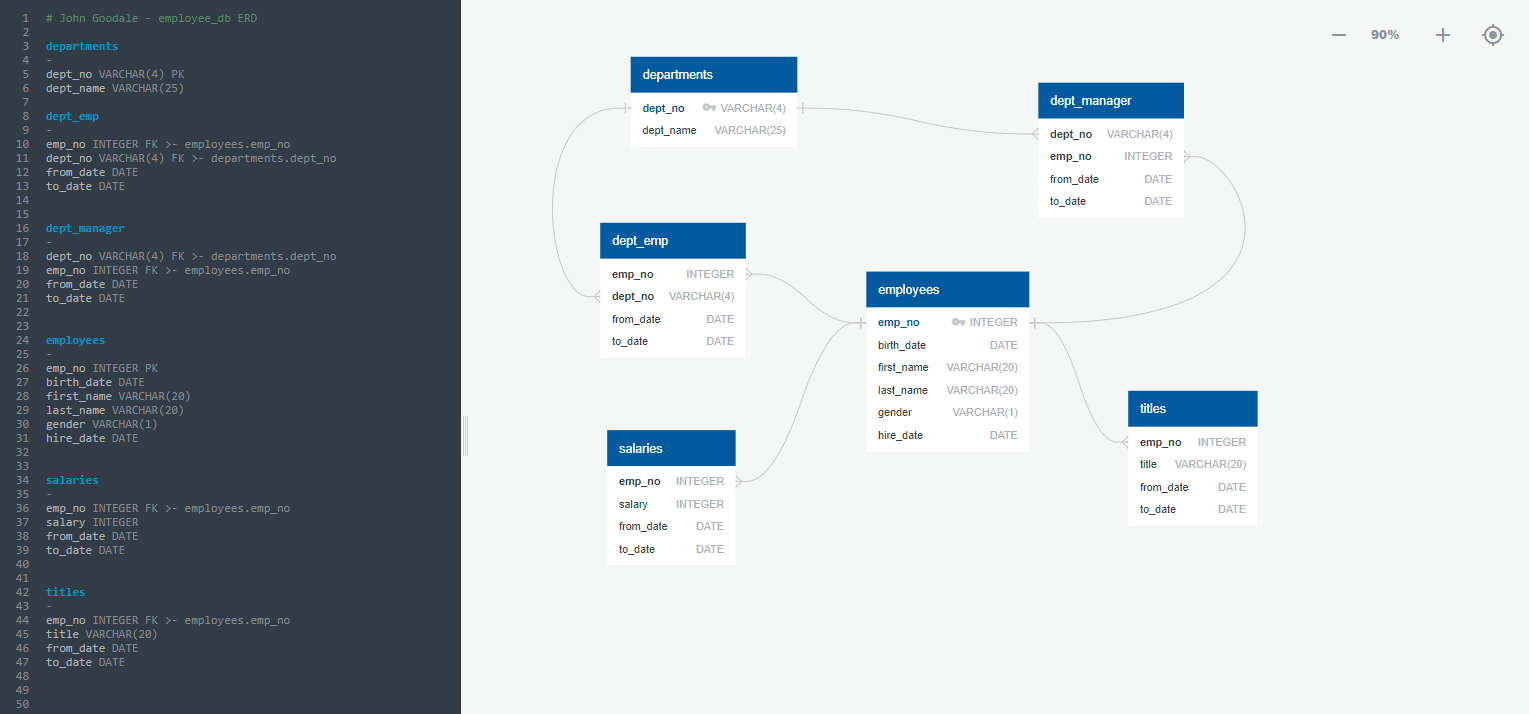 1 # John Goodale - employee_db ERD
2
3 departments
4 -
5 dept_no VARCHAR(4) PK
6 dept_name VARCHAR(25)
7
8 dept_emp
9 -
10 emp_no INTEGER FK >- employees.emp_no
11 dept_no VARCHAR(4) FK >- departments.dept_no
12 from_date DATE
13 to_date DATE
14
15
16 dept_manager
17 -
18 dept_no VARCHAR(4) FK >- departments.dept_no
19 emp_no INTEGER FK >- employees.emp_no
20 from_date DATE
21 to_date DATE
22
23
24 employees
25 -
26 emp_no INTEGER PK
27 birth_date DATE
28 first_name VARCHAR(20)
29 last_name VARCHAR(20)
30 gender VARCHAR(1)
31 hire_date DATE
32
33
34 salaries
35 -
36 emp_no INTEGER FK >- employees.emp_no
37 salary INTEGER
38 from_date DATE
39 to_date DATE
40
41
42 titles
43 -
44 emp_no INTEGER FK >- employees.emp_no
45 title VARCHAR(20)
46 from_date DATE
47 to_date DATE
48
49
50
90%
departments
dept_no VARCHAR(4)
dept_name VARCHAR(25)
dept_manager
dept_no VARCHAR(4)
emp_no INTEGER
from_date DATE
to_date DATE
dept_emp
emp_no INTEGER
dept_no VARCHAR(4)
from_date DATE
to_date DATE
employees
emp_no INTEGER
birth_date DATE
first_name VARCHAR(20)
last_name VARCHAR(20)
gender VARCHAR(1)
hire_date DATE
titles
emp_no INTEGER
title VARCHAR(20)
from_date DATE
to_date DATE
salaries
emp_no INTEGER
salary INTEGER
from_date DATE
to_date DATE